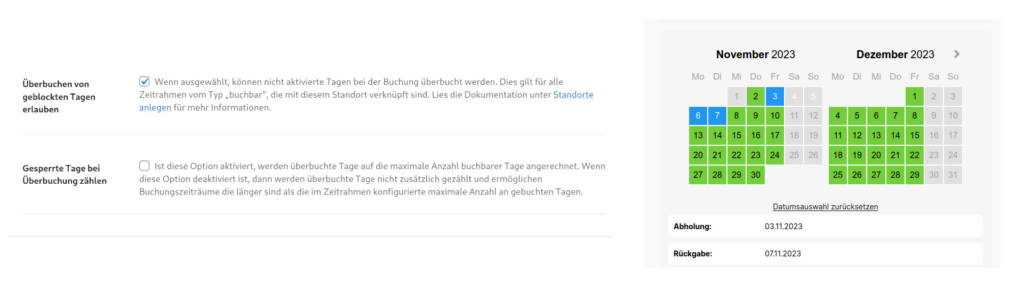 Überbuchen von
geblockten Tagen
erlauben
Wenn ausgewählt, können nicht aktivierte Tagen bei der Buchung überbucht werden. Dies gilt für alle
Zeitrahmen vom Typ „buchbar", die mit diesem Standort verknüpft sind. Lies die Dokumentation unter Standorte
anlegen für mehr Informationen.
Gesperrte Tage bei
Überbuchung zählen
Ist diese Option aktiviert, werden überbuchte Tage auf die maximale Anzahl buchbarer Tage angerechnet. Wenn
diese Option deaktiviert ist, dann werden überbuchte Tage nicht zusätzlich gezählt und ermöglichen
Buchungszeiträume die länger sind als die im Zeitrahmen konfigurierte maximale Anzahl an gebuchten Tagen.
November 2023
Mo Di Mi Do Fr Sa So
1 2 3 4 5
6 7 8 9 10 11 12
13 14 15 16 17 18 19
20 21 22 23 24 25 26
27 28 29 30
Dezember 2023
Mo Di Mi Do Fr Sa So
1 2 3
4 5 6 7 8 9 10
11 12 13 14 15 16 17
18 19 20 21 22 23 24
25 26 27 28 29 30 31
Datumsauswahl zurücksetzen
Abholung: 03.11.2023
Rückgabe: 07.11.2023